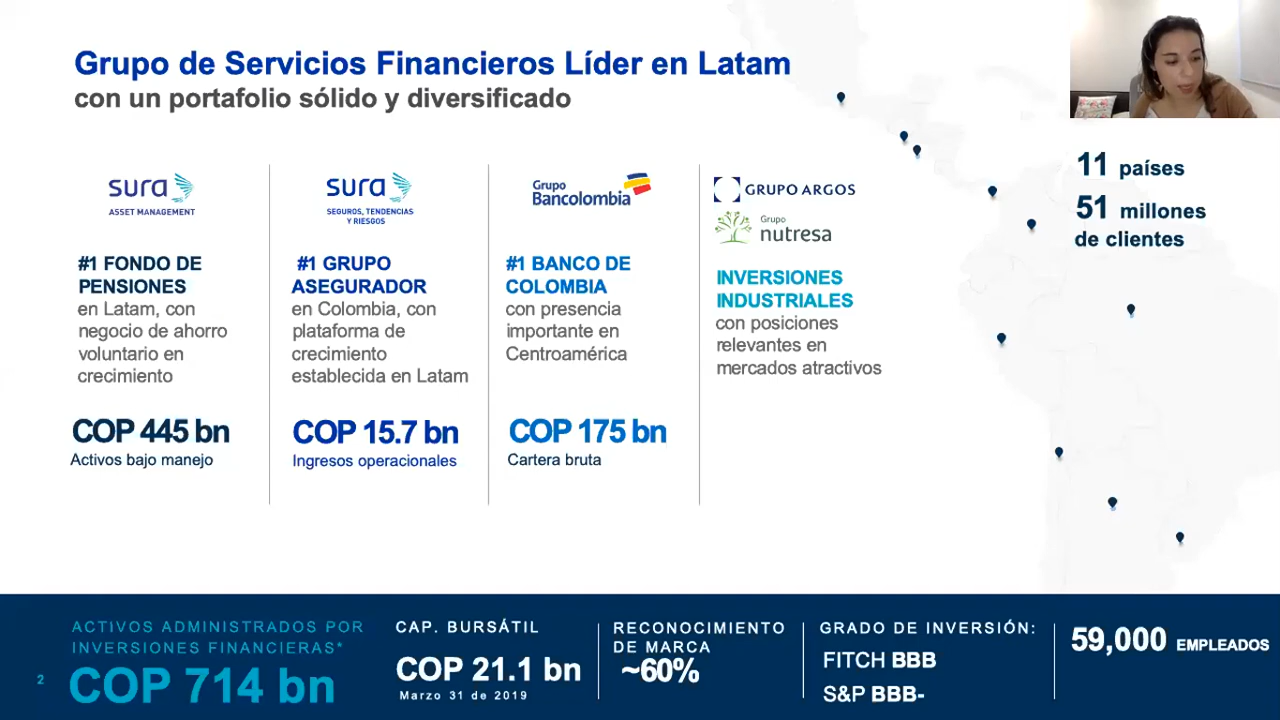 Grupo de Servicios Financieros Líder en Latam
con un portafolio sólido y diversificado
11 países
51 millones
de clientes
sura
ASSET MANAGEMENT
#1 FONDO DE
PENSIONES
en Latam, con
negocio de ahorro
voluntario en
crecimiento
COP 445 bn
Activos bajo manejo
sura
SEGUROS, TENDENCIAS
Y RIESGOS
#1 GRUPO
ASEGURADOR
en Colombia, con
plataforma de
crecimiento
establecida en Latam
COP 15.7 bn
Ingresos operacionales
Grupo
Bancolombia
#1 BANCO DE
COLOMBIA
con presencia
importante en
Centroamérica
COP 175 bn
Cartera bruta
GRUPO ARGOS
Grupo
nutresa
INVERSIONES
INDUSTRIALES
con posiciones
relevantes en
mercados atractivos
2
ACTIVOS ADMINISTRADOS POR
INVERSIONES FINANCIERAS*
COP 714 bn
CAP. BURSÁTIL
COP 21.1 bn
Marzo 31 de 2019
RECONOCIMIENTO
DE MARCA
~60%
GRADO DE INVERSIÓN:
FITCH BBB
S&P BBB-
59,000 EMPLEADOS